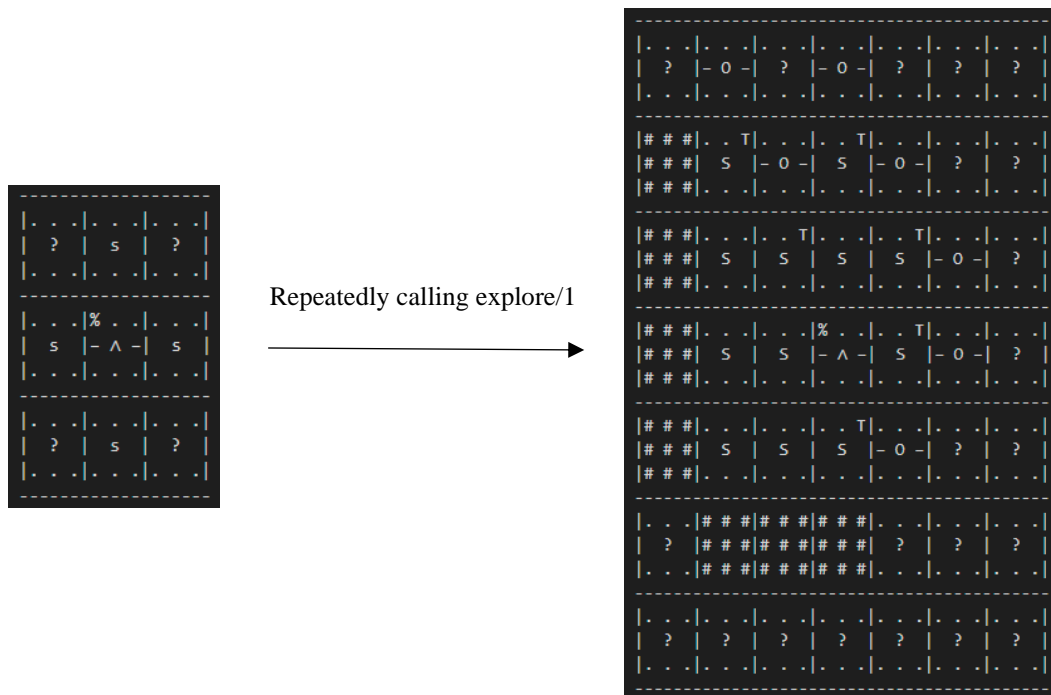 -------------------
|. . .|. . .|. . .|
|  ?  |  s  |  ?  |
|. . .|. . .|. . .|
-------------------
|. . .|% . .|. . .|
|  s  |– ∧ –|  s  |
|. . .|. . .|. . .|
-------------------
|. . .|. . .|. . .|
|  ?  |  s  |  ?  |
|. . .|. . .|. . .|
-------------------
Repeatedly calling explore/1
-------------------------------------------
|. . .|. . .|. . .|. . .|. . .|. . .|. . .|
|  ?  |– O –|  ?  |– O –|  ?  |  ?  |  ?  |
|. . .|. . .|. . .|. . .|. . .|. . .|. . .|
-------------------------------------------
|# # #|. . T|. . .|. . T|. . .|. . .|. . .|
|# # #|  S  |– O –|  S  |– O –|  ?  |  ?  |
|# # #|. . .|. . .|. . .|. . .|. . .|. . .|
-------------------------------------------
|# # #|. . .|. . T|. . .|. . T|. . .|. . .|
|# # #|  S  |  S  |  S  |  S  |– O –|  ?  |
|# # #|. . .|. . .|. . .|. . .|. . .|. . .|
-------------------------------------------
|# # #|. . .|. . .|% . .|. . T|. . .|. . .|
|# # #|  S  |  S  |– ∧ –|  S  |– O –|  ?  |
|# # #|. . .|. . .|. . .|. . .|. . .|. . .|
-------------------------------------------
|# # #|. . .|. . .|. . T|. . .|. . .|. . .|
|# # #|  S  |  S  |  S  |– O –|  ?  |  ?  |
|# # #|. . .|. . .|. . .|. . .|. . .|. . .|
-------------------------------------------
|. . .|# # #|# # #|# # #|. . .|. . .|. . .|
|  ?  |# # #|# # #|# # #|  ?  |  ?  |  ?  |
|. . .|# # #|# # #|# # #|. . .|. . .|. . .|
-------------------------------------------
|. . .|. . .|. . .|. . .|. . .|. . .|. . .|
|  ?  |  ?  |  ?  |  ?  |  ?  |  ?  |  ?  |
|. . .|. . .|. . .|. . .|. . .|. . .|. . .|
-------------------------------------------